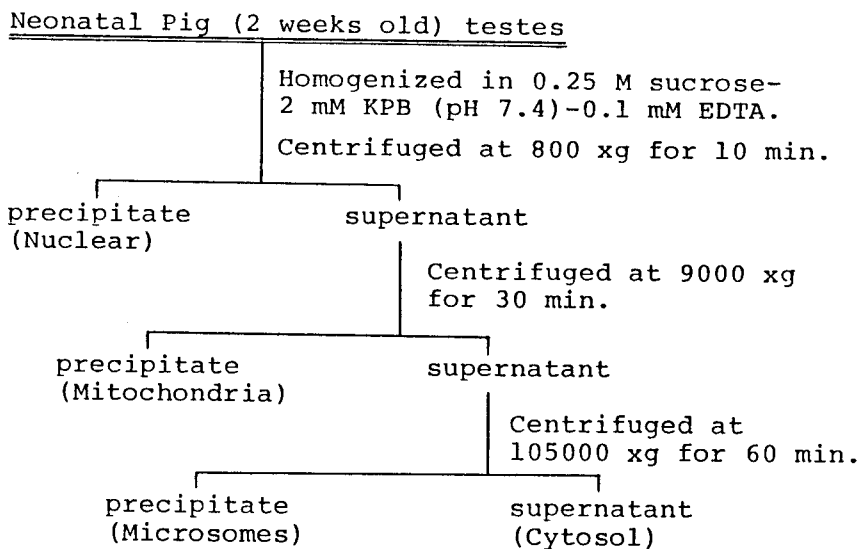 Neonatal Pig (2 weeks old) testes
Homogenized in 0.25 M sucrose-
2 mM KPB (pH 7.4)-0.1 mM EDTA.
Centrifuged at 800 xg for 10 min.
precipitate
(Nuclear)
supernatant
Centrifuged at 9000 xg
for 30 min.
precipitate
(Mitochondria)
supernatant
Centrifuged at
105000 xg for 60 min.
precipitate
(Microsomes)
supernatant
(Cytosol)